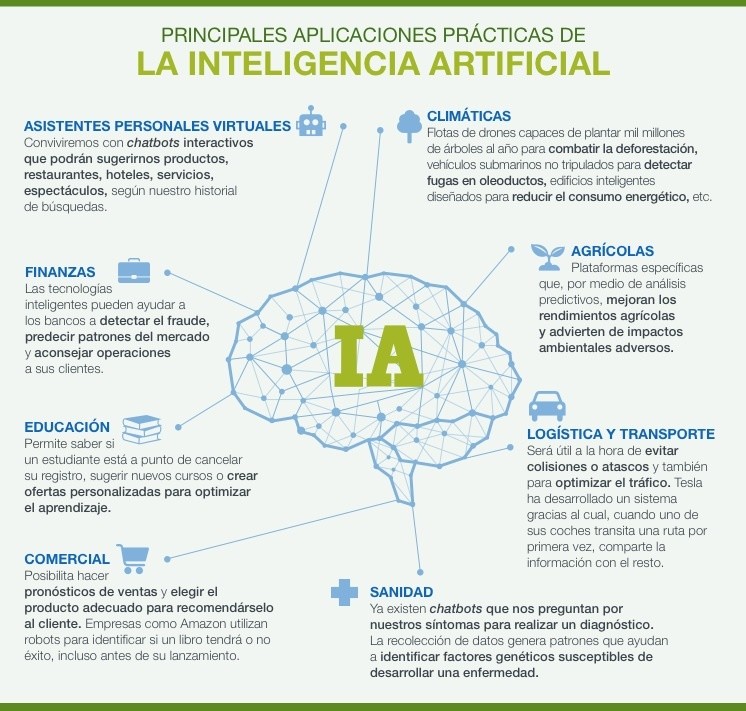 PRINCIPALES APLICACIONES PRÁCTICAS DE
LA INTELIGENCIA ARTIFICIAL
ASISTENTES PERSONALES VIRTUALES
Conviviremos con chatbots interactivos
que podrán sugerirnos productos,
restaurantes, hoteles, servicios,
espectáculos, según nuestro historial
de búsquedas.
CLIMÁTICAS
Flotas de drones capaces de plantar mil millones
de árboles al año para combatir la deforestación,
vehículos submarinos no tripulados para detectar
fugas en oleoductos, edificios inteligentes
diseñados para reducir el consumo energético, etc.
FINANZAS
Las tecnologías
inteligentes pueden ayudar a
los bancos a detectar el fraude,
predecir patrones del mercado
y aconsejar operaciones
a sus clientes.
AGRÍCOLAS
Plataformas específicas
que, por medio de análisis
predictivos, mejoran los
rendimientos agrícolas
y advierten de impactos
ambientales adversos.
IA
EDUCACIÓN
Permite saber si
un estudiante está a punto de cancelar
su registro, sugerir nuevos cursos o crear
ofertas personalizadas para optimizar
el aprendizaje.
LOGÍSTICA Y TRANSPORTE
Será útil a la hora de evitar
colisiones o atascos y también
para optimizar el tráfico. Tesla
ha desarrollado un sistema
gracias al cual, cuando uno de
sus coches transita una ruta por
primera vez, comparte la
información con el resto.
COMERCIAL
Posibilita hacer
pronósticos de ventas y elegir el
producto adecuado para recomendárselo
al cliente. Empresas como Amazon utilizan
robots para identificar si un libro tendrá o no
éxito, incluso antes de su lanzamiento.
SANIDAD
Ya existen chatbots que nos preguntan por
nuestros síntomas para realizar un diagnóstico.
La recolección de datos genera patrones que ayudan
a identificar factores genéticos susceptibles de
desarrollar una enfermedad.